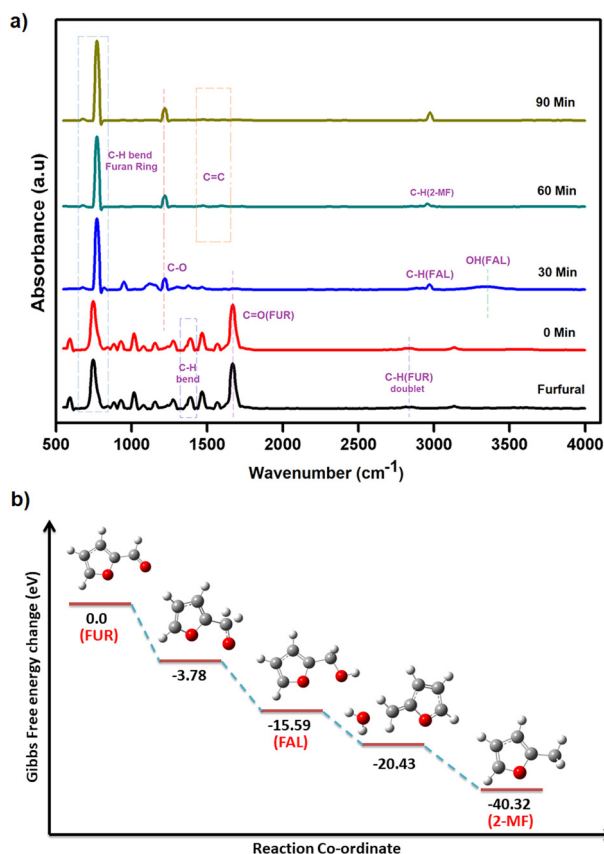 a)
90 Min
C-H bend
Furan Ring
C=C
60 Min
C-H(2-MF)
30 Min
OH(FAL)
C-O
C-H(FAL)
C=O(FUR)
0 Min
C-H
bend
C-H(FUR)
doublet
Furfural
Absorbance (a.u)
500 1000 1500 2000 2500 3000 3500 4000
Wavenumber (cm-1)
b)
Gibbs Free energy change (eV)
0.0
(FUR)
-3.78
-15.59
(FAL)
-20.43
-40.32
(2-MF)
Reaction Co-ordinate